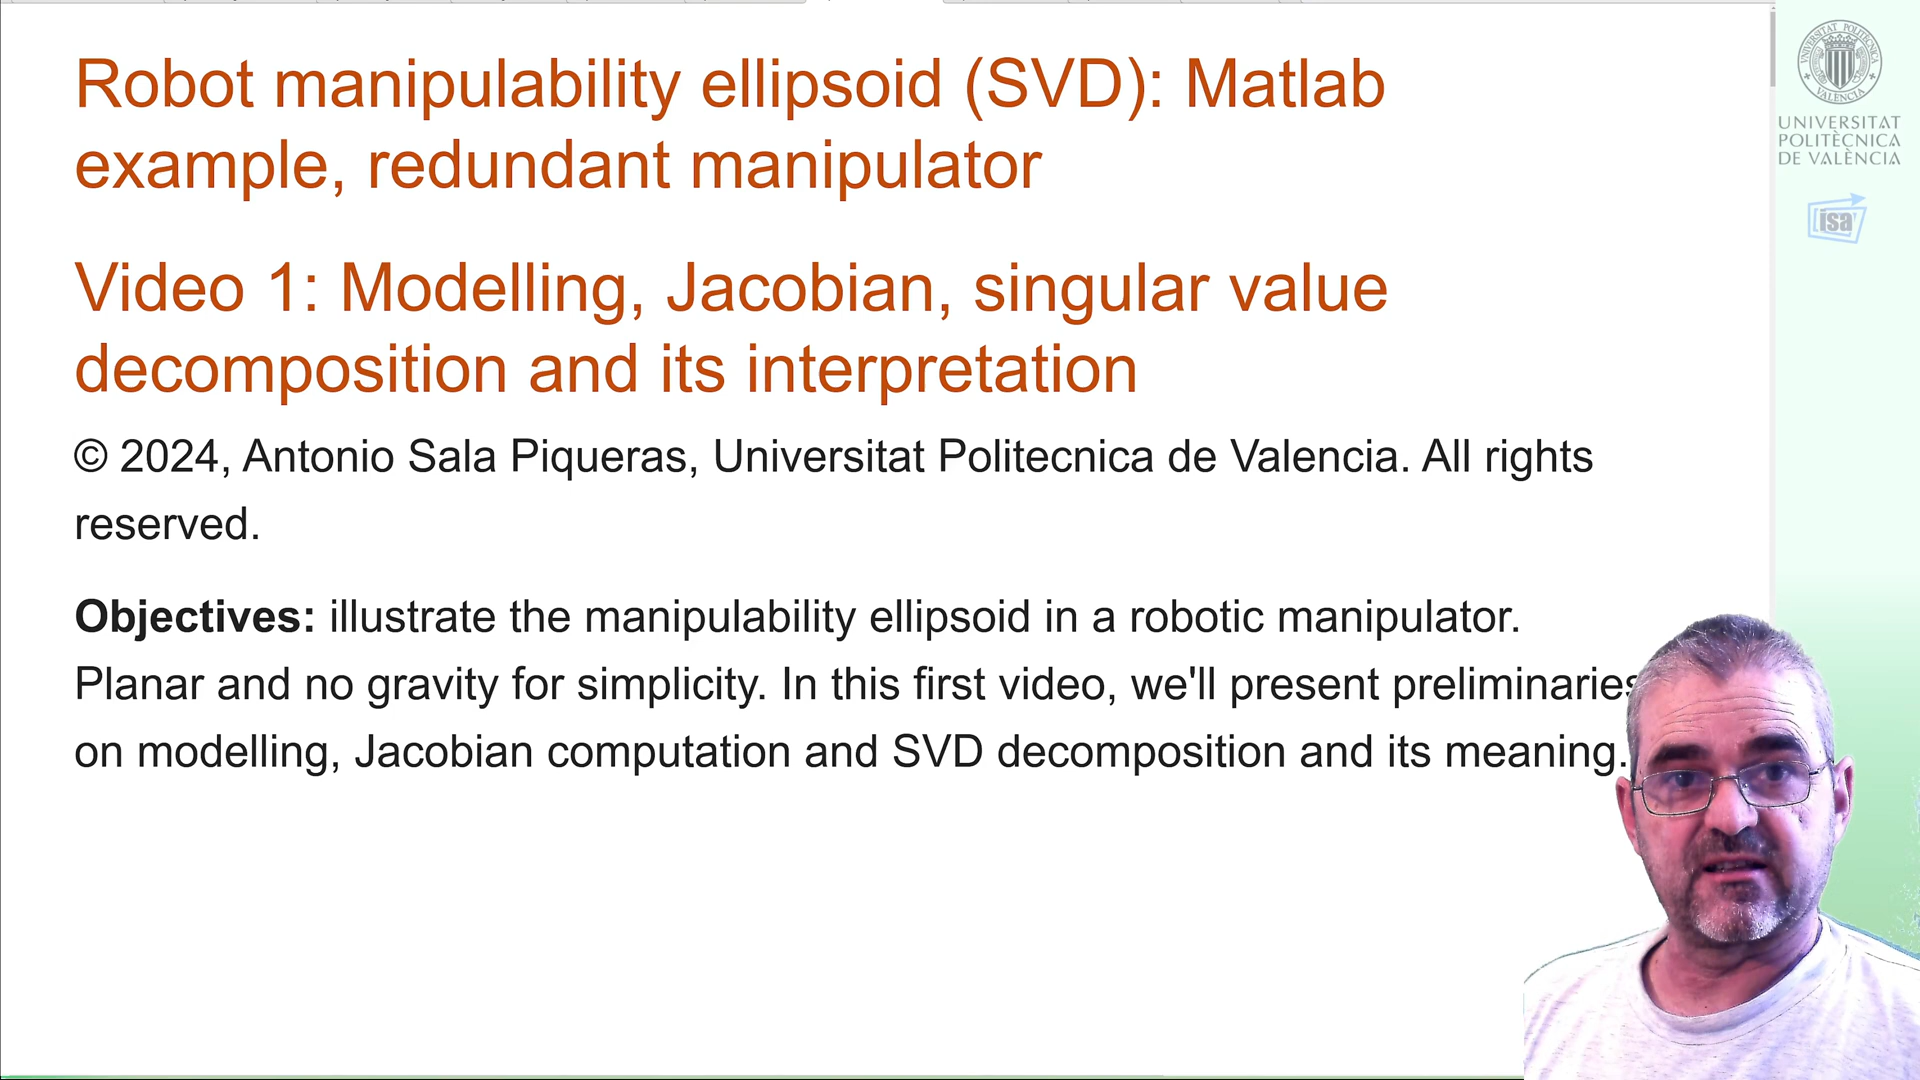 Robot manipulability ellipsoid (SVD): Matlab
example, redundant manipulator
Video 1: Modelling, Jacobian, singular value
decomposition and its interpretation
© 2024, Antonio Sala Piqueras, Universitat Politecnica de Valencia. All rights
reserved.
Objectives: illustrate the manipulability ellipsoid in a robotic manipulator.
Planar and no gravity for simplicity. In this first video, we'll present preliminaries
on modelling, Jacobian computation and SVD decomposition and its meaning.
UNIVERSITAT
POLITÈCNICA
DE VALÈNCIA
isa